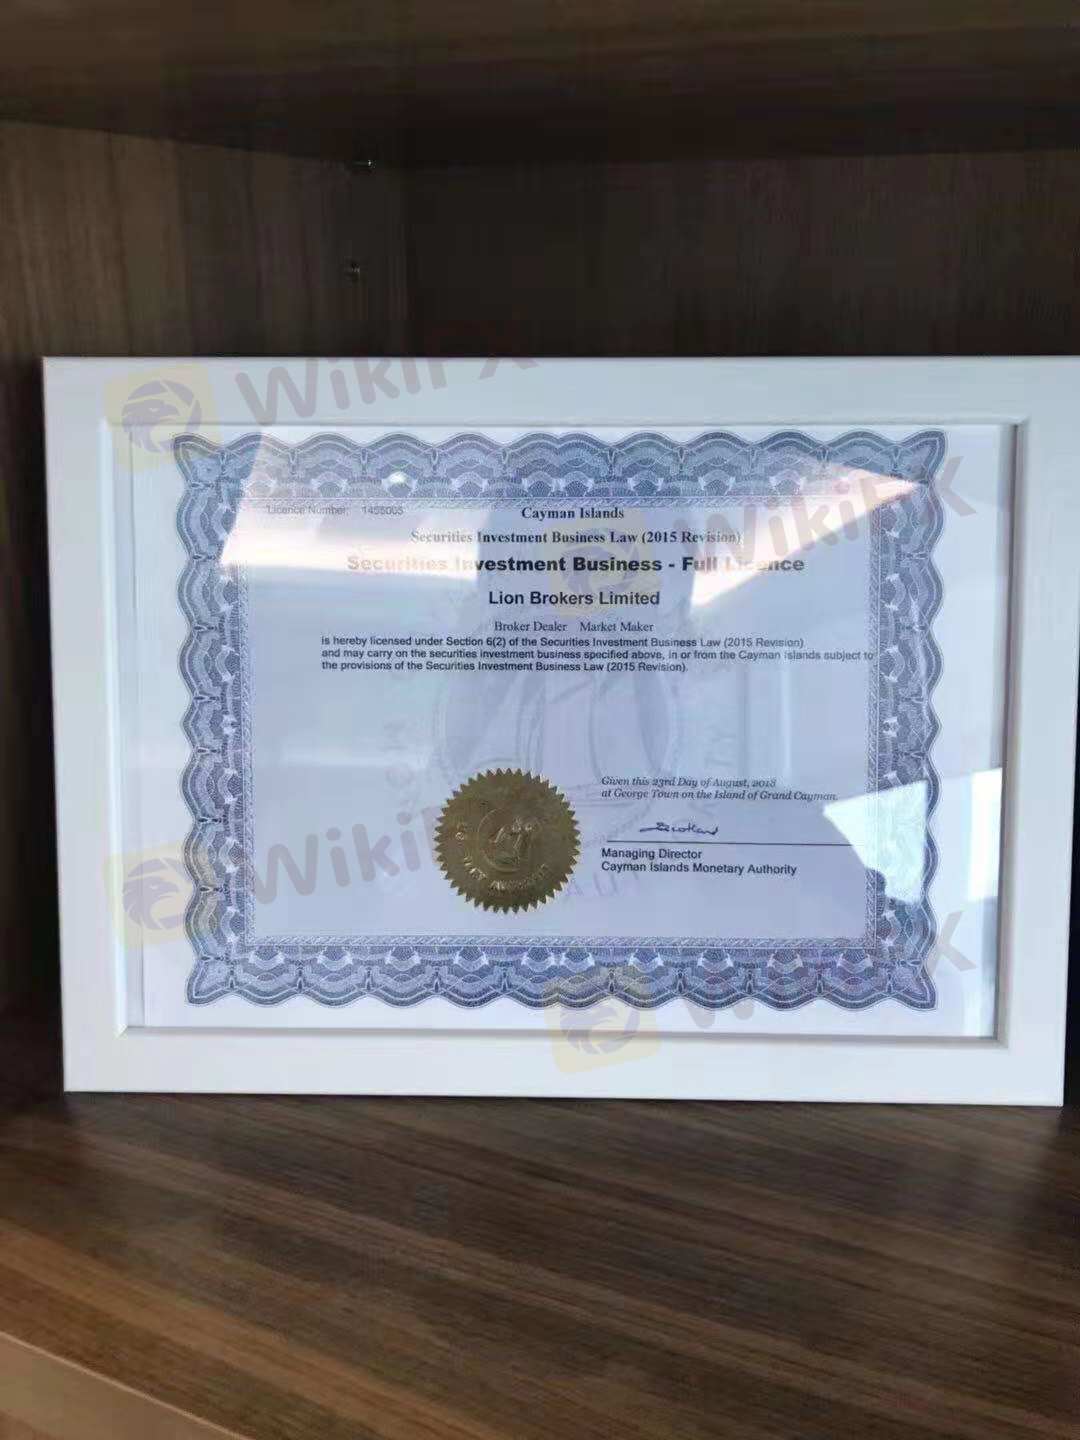 WikiFX
Licence Number: 1455005
Cayman Islands
Securities Investment Business Law (2015 Revision)
Securities Investment Business - Full Licence
Lion Brokers Limited
Broker Dealer Market Maker
is hereby licensed under Section 6(2) of the Securities Investment Business Law (2015 Revision)
and may carry on the securities investment business specified above, in or from the Cayman Islands subject to
the provisions of the Securities Investment Business Law (2015 Revision).
WikiFX
Given this 23rd Day of August, 2018
at George Town on the Island of Grand Cayman.
Managing Director
Cayman Islands Monetary Authority
WikiFX
WikiFX